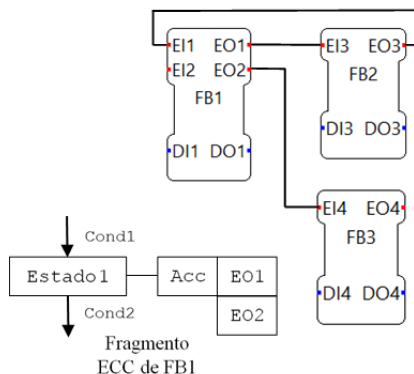 EI1 EO1 EI3 EO3
EI2 EO2
FB1 FB2
DI1 DO1 DI3 DO3
EI4 EO4
FB3
DI4 DO4
Cond1
Estado1 Acc EO1
EO2
Cond2
Fragmento
ECC de FB1